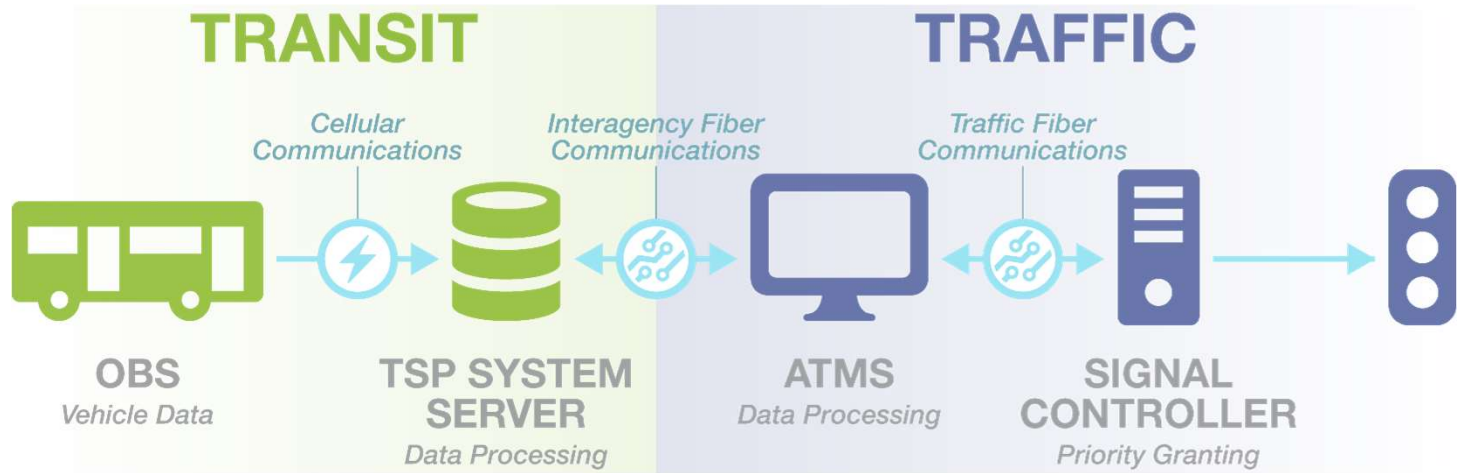 TRANSIT
TRAFFIC
Cellular
Communications
Interagency Fiber
Communications
Traffic Fiber
Communications
OBS
Vehicle Data
TSP SYSTEM
SERVER
Data Processing
ATMS
Data Processing
SIGNAL
CONTROLLER
Priority Granting